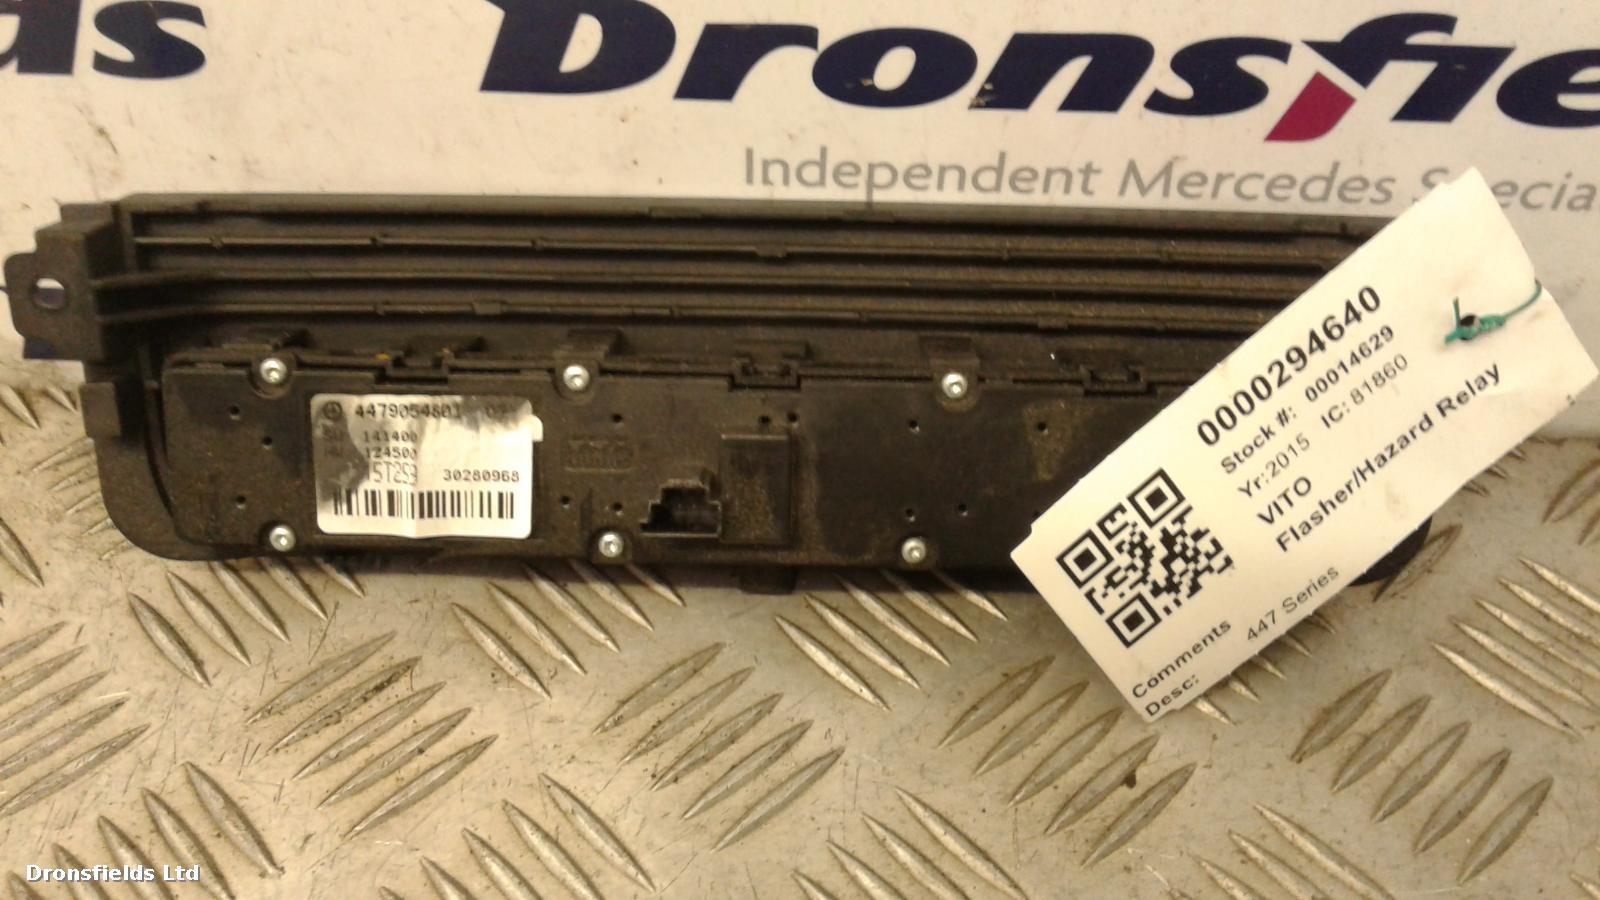 ds
Dronsfie
Independent Mercedes Specia
0000294640
Stock #: 00014629
Yr:2015 IC: 81860
VITO
Flasher/Hazard Relay
Comments
Desc: 447 Series
4479054801
141400
124500
30280968
Dronsfields Ltd